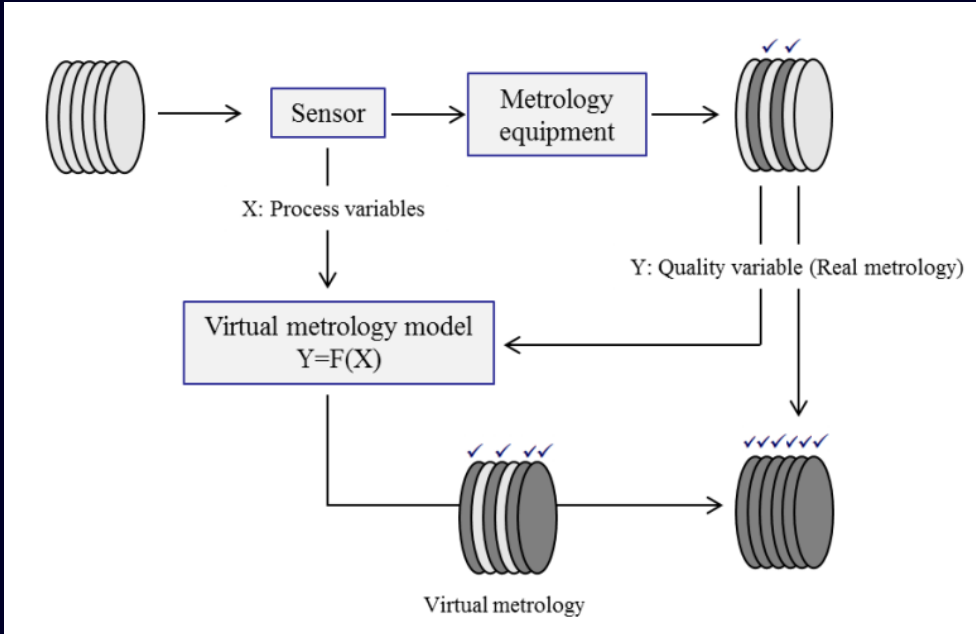 ✓ ✓
Sensor
Metrology
equipment
X: Process variables
Y: Quality variable (Real metrology)
Virtual metrology model
Y=F(X)
✓ ✓ ✓✓
✓✓✓✓✓✓
Virtual metrology